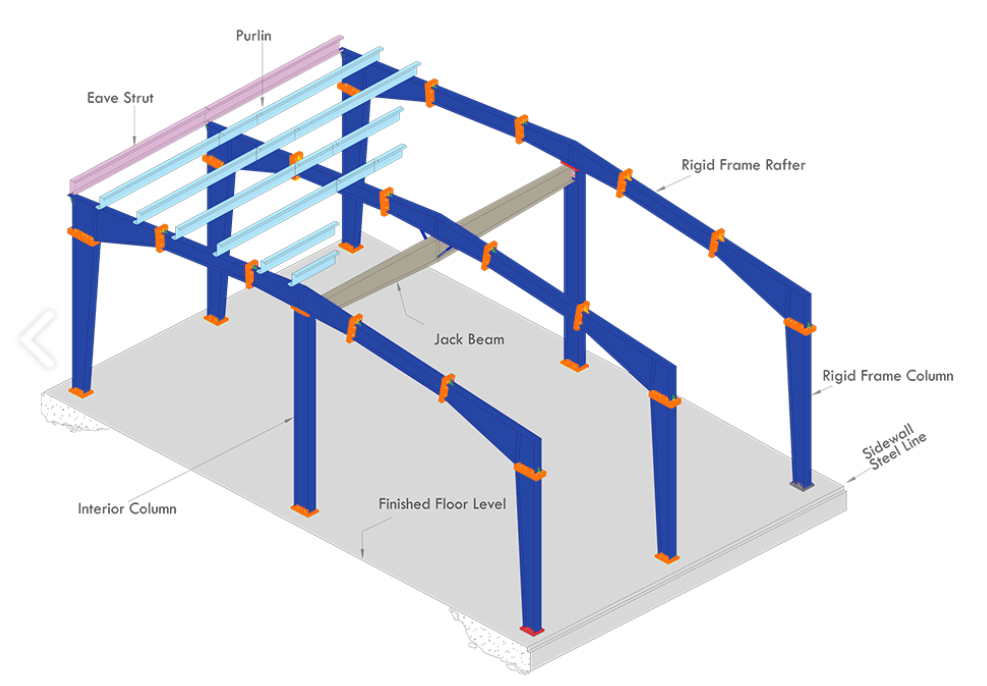 Purlin
Eave Strut
Rigid Frame Rafter
Jack Beam
Rigid Frame Column
Sidewall
Steel Line
Interior Column
Finished Floor Level